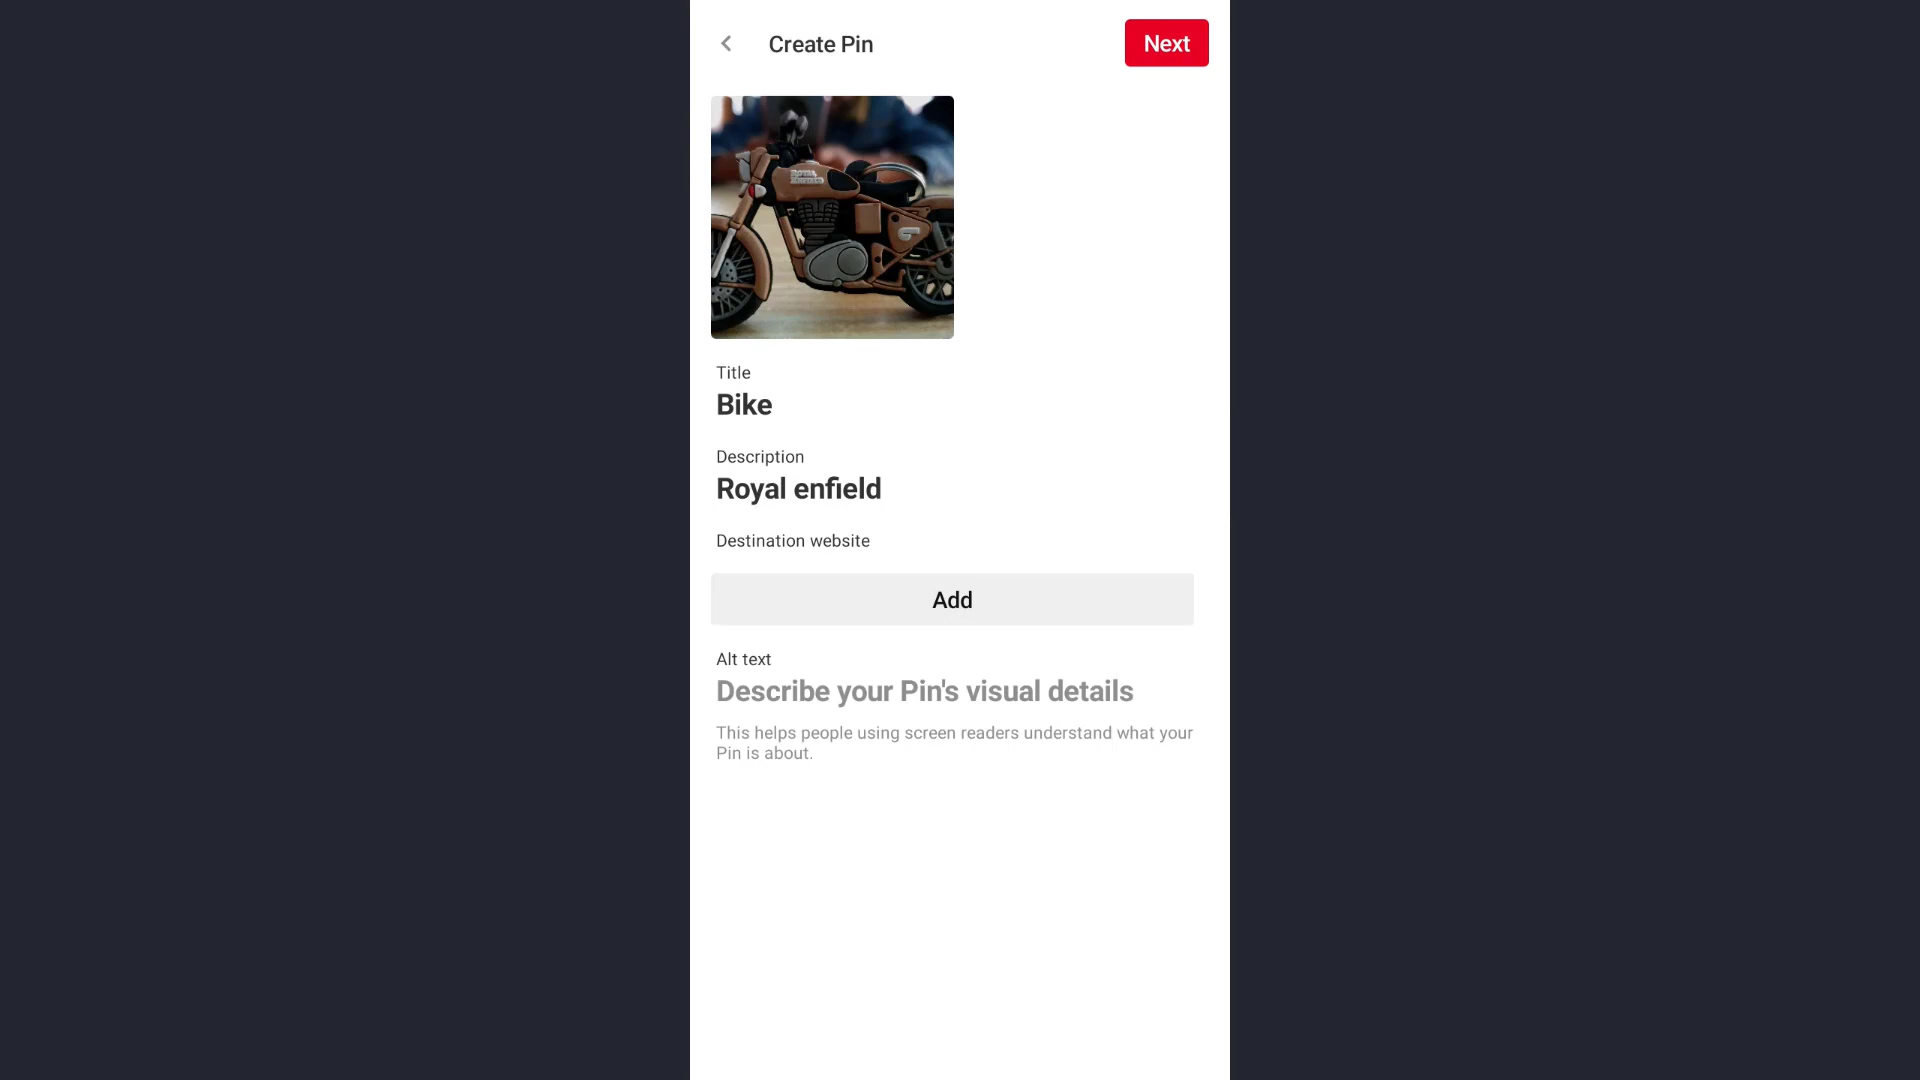 Create Pin
Next
Title
Bike
Description
Royal enfield
Destination website
Add
Alt text
Describe your Pin's visual details
This helps people using screen readers understand what your
Pin is about.